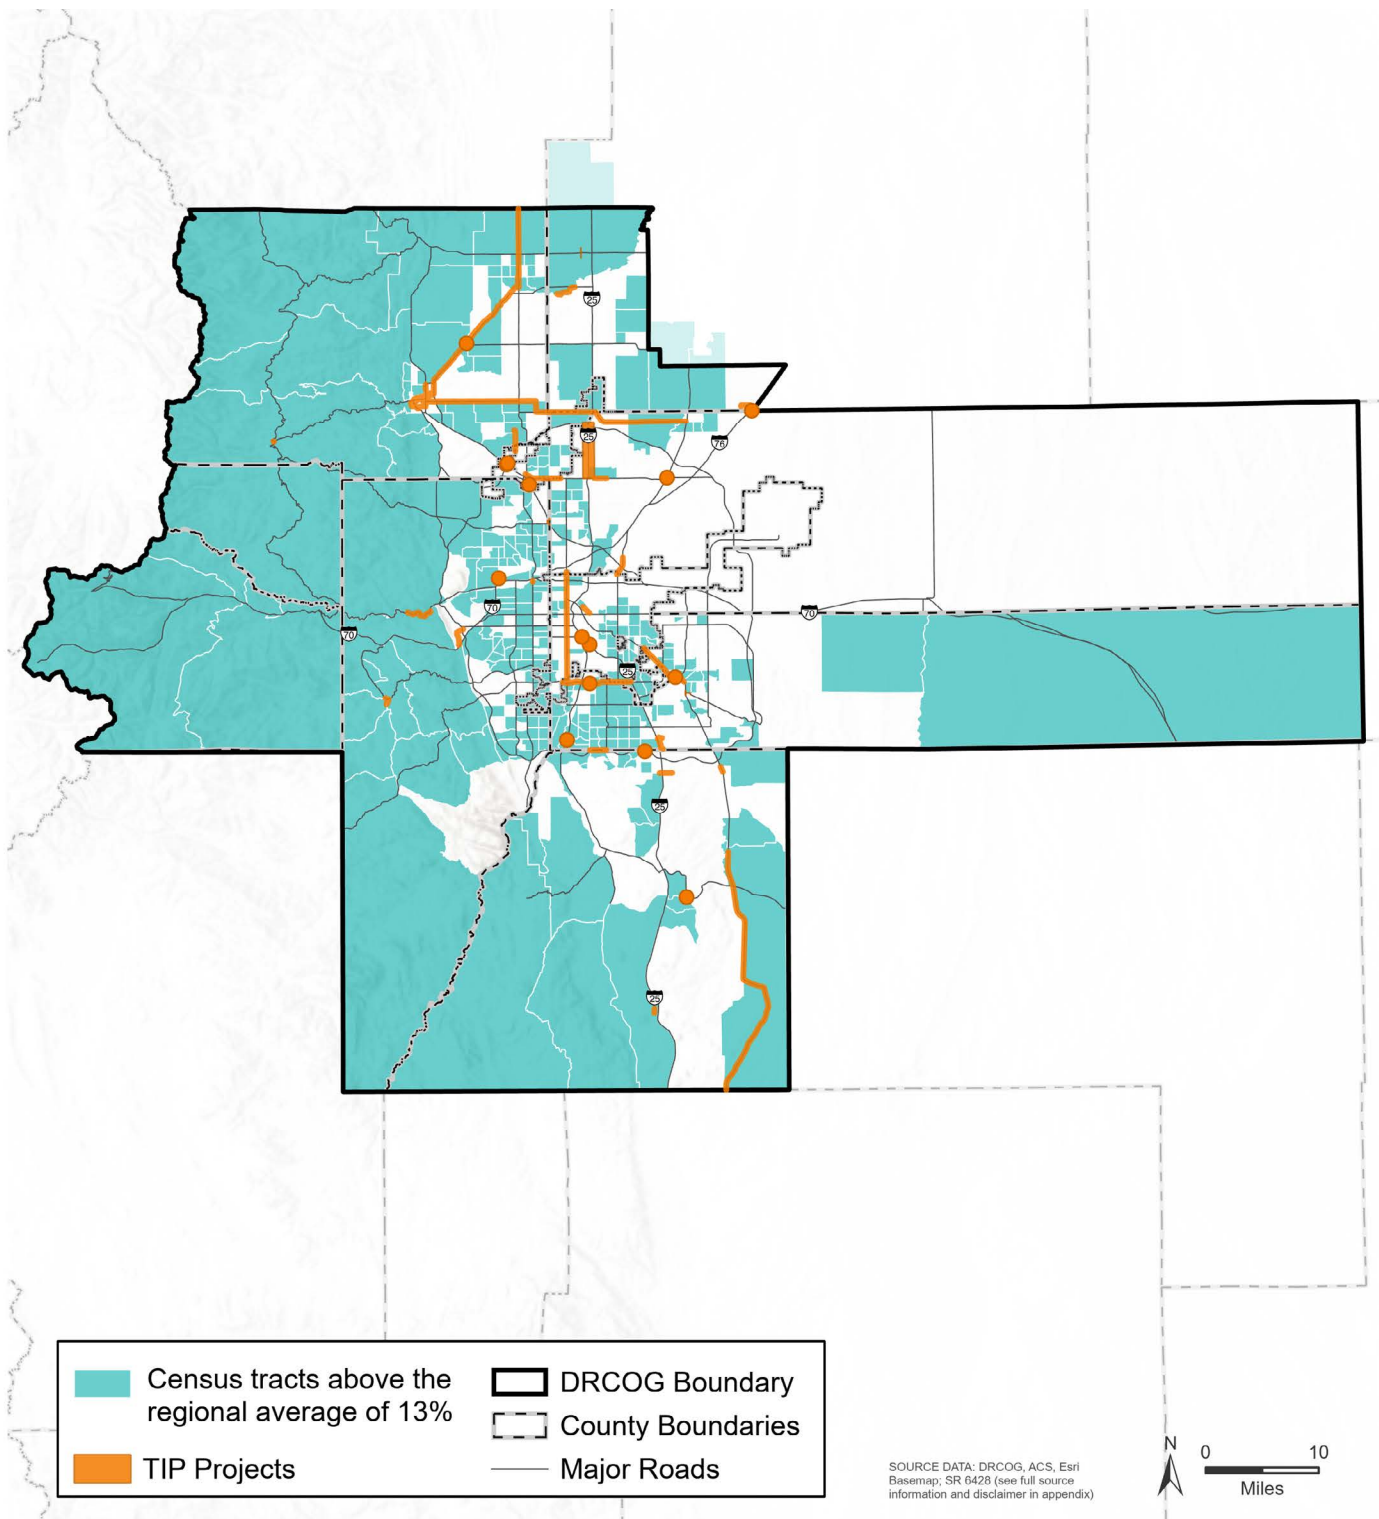 25
25
76
70
70
70
25
25
25
Census tracts above the
regional average of 13%
TIP Projects
DRCOG Boundary
County Boundaries
Major Roads
SOURCE DATA: DRCOG, ACS, Esri
Basemap; SR 6428 (see full source
information and disclaimer in appendix)
N
0 10
Miles